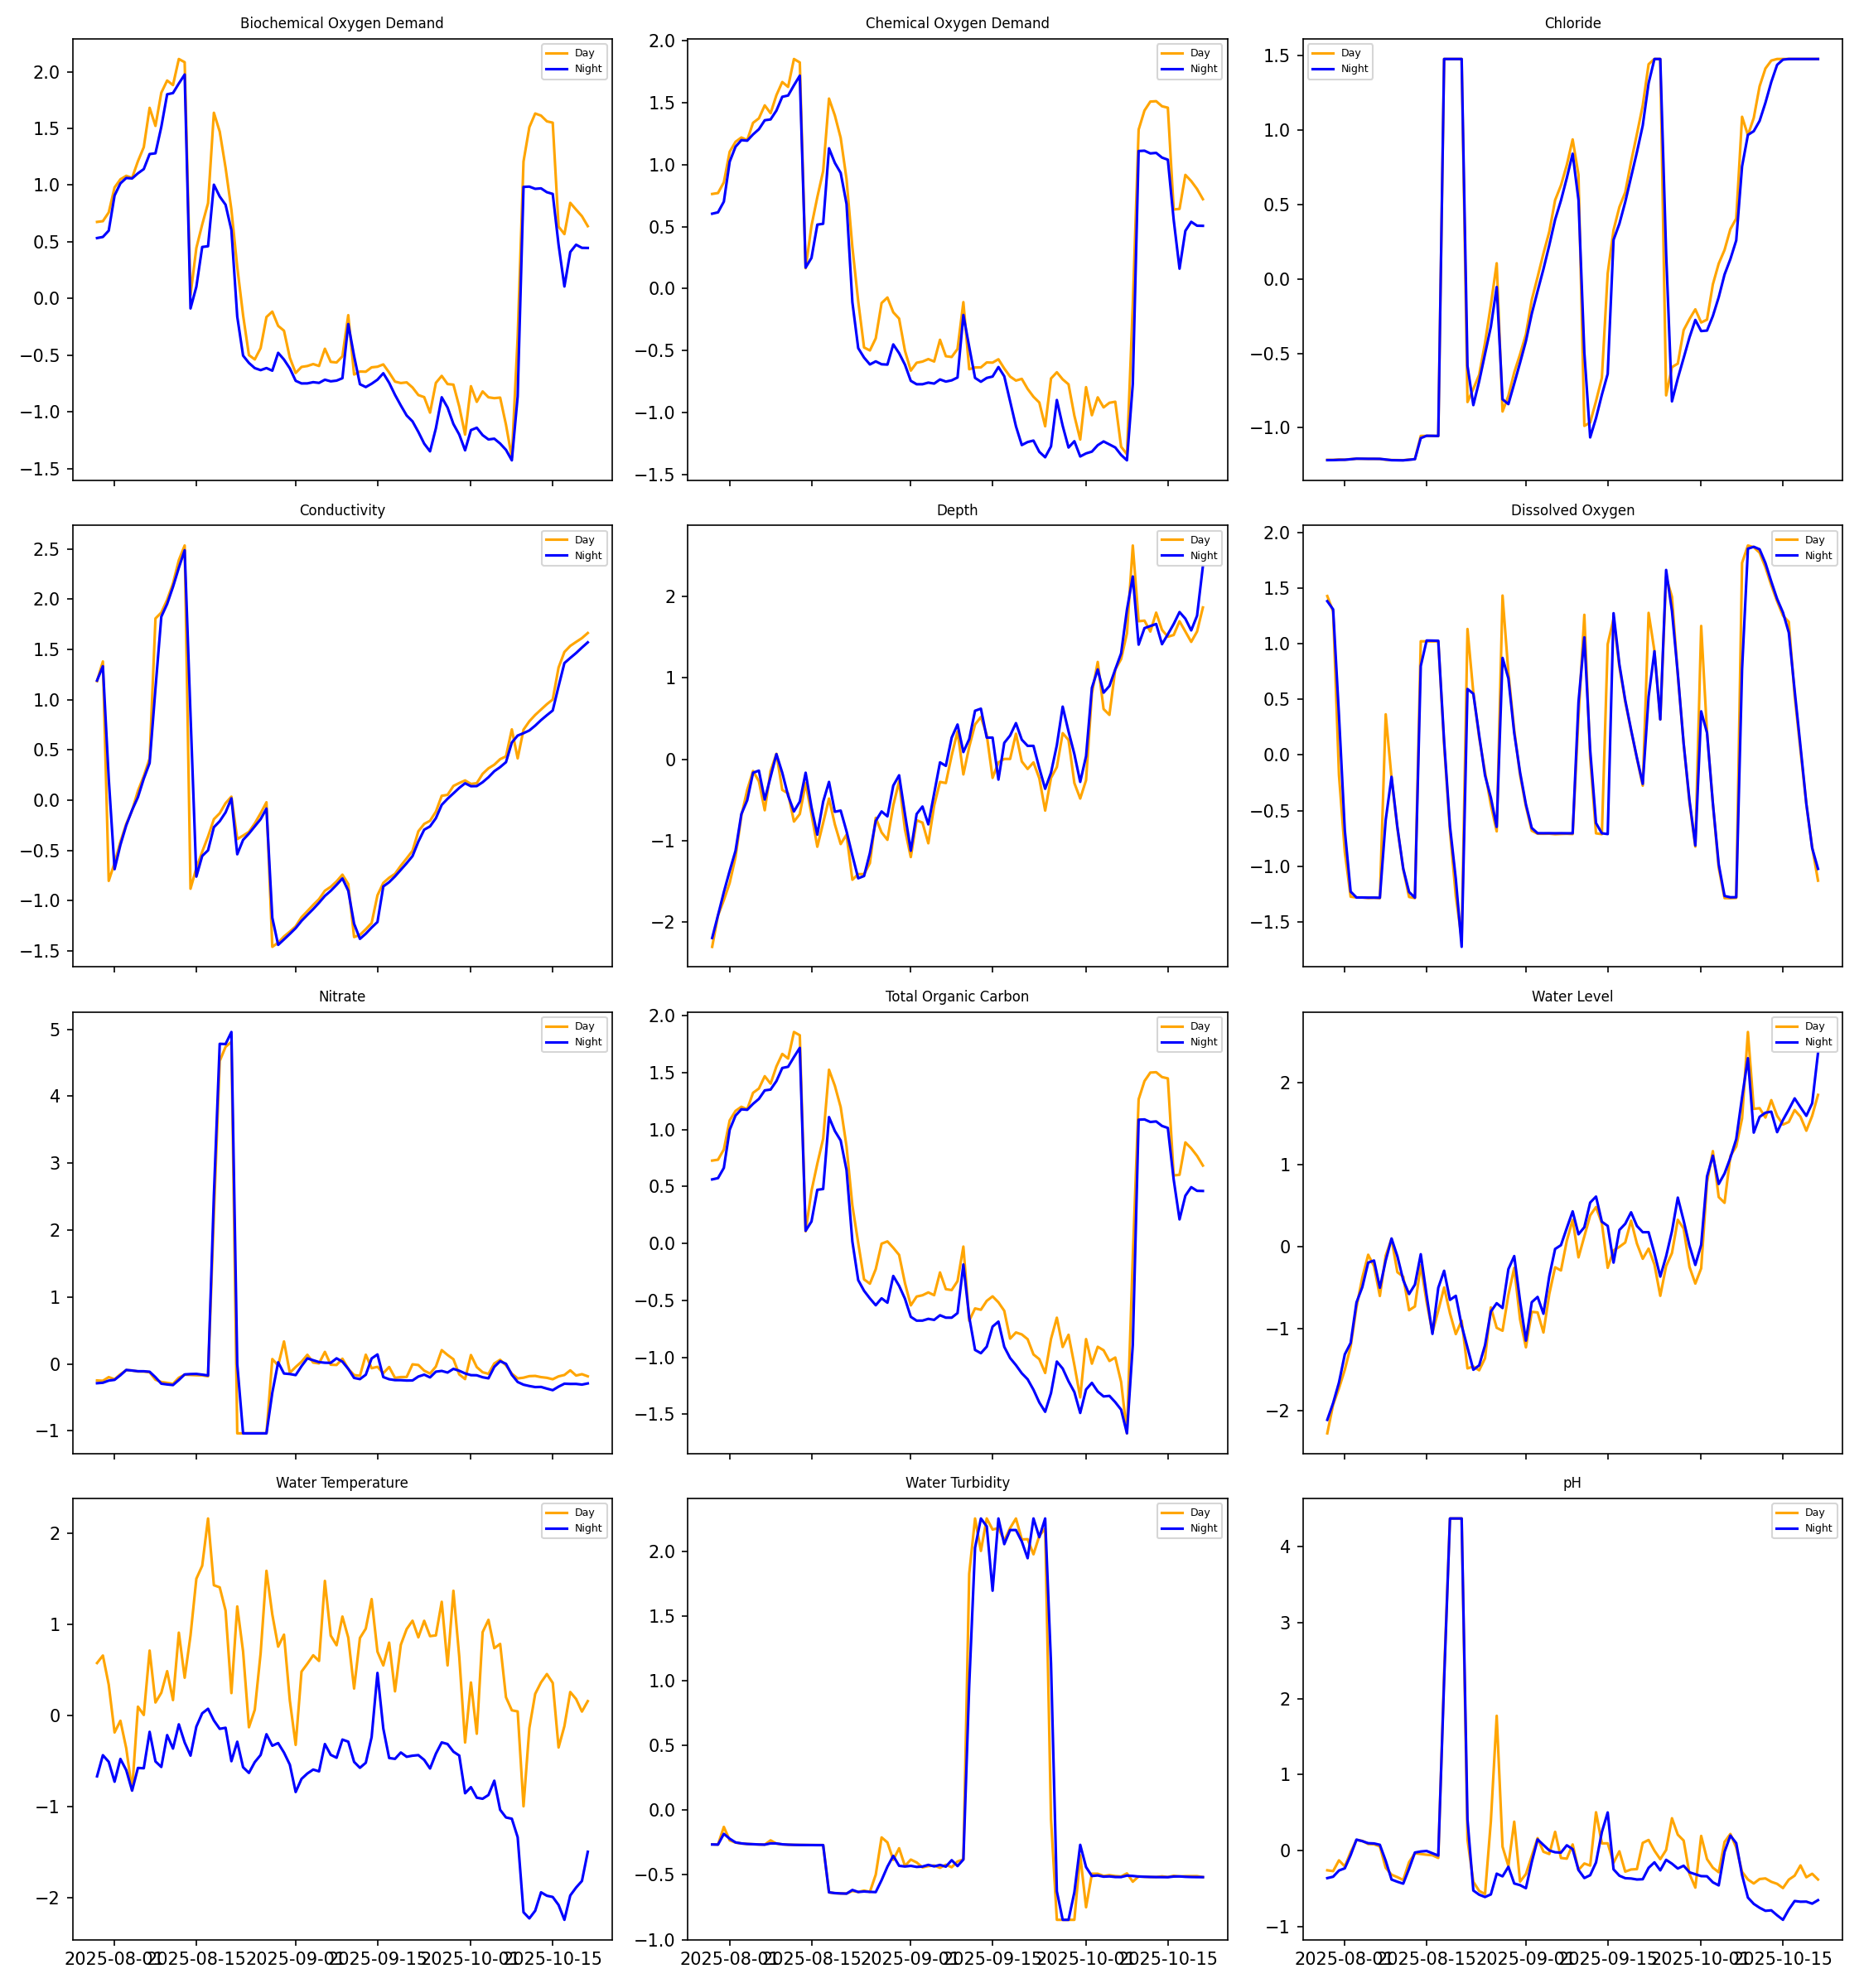 Biochemical Oxygen Demand
Day
Night
2.0
1.5
1.0
0.5
0.0
−0.5
−1.0
−1.5
Chemical Oxygen Demand
Day
Night
2.0
1.5
1.0
0.5
0.0
−0.5
−1.0
−1.5
Chloride
Day
Night
1.5
1.0
0.5
0.0
−0.5
−1.0
Conductivity
Day
Night
2.5
2.0
1.5
1.0
0.5
0.0
−0.5
−1.0
−1.5
Depth
Day
Night
2
1
0
−1
−2
Dissolved Oxygen
Day
Night
2.0
1.5
1.0
0.5
0.0
−0.5
−1.0
−1.5
Nitrate
Day
Night
5
4
3
2
1
0
−1
Total Organic Carbon
Day
Night
2.0
1.5
1.0
0.5
0.0
−0.5
−1.0
−1.5
Water Level
Day
Night
2
1
0
−1
−2
Water Temperature
Day
Night
2
1
0
−1
−2
2025-08-01 2025-08-15 2025-09-01 2025-09-15 2025-10-01 2025-10-15
Water Turbidity
Day
Night
2.0
1.5
1.0
0.5
0.0
−0.5
−1.0
2025-08-01 2025-08-15 2025-09-01 2025-09-15 2025-10-01 2025-10-15
pH
Day
Night
4
3
2
1
0
−1
2025-08-01 2025-08-15 2025-09-01 2025-09-15 2025-10-01 2025-10-15